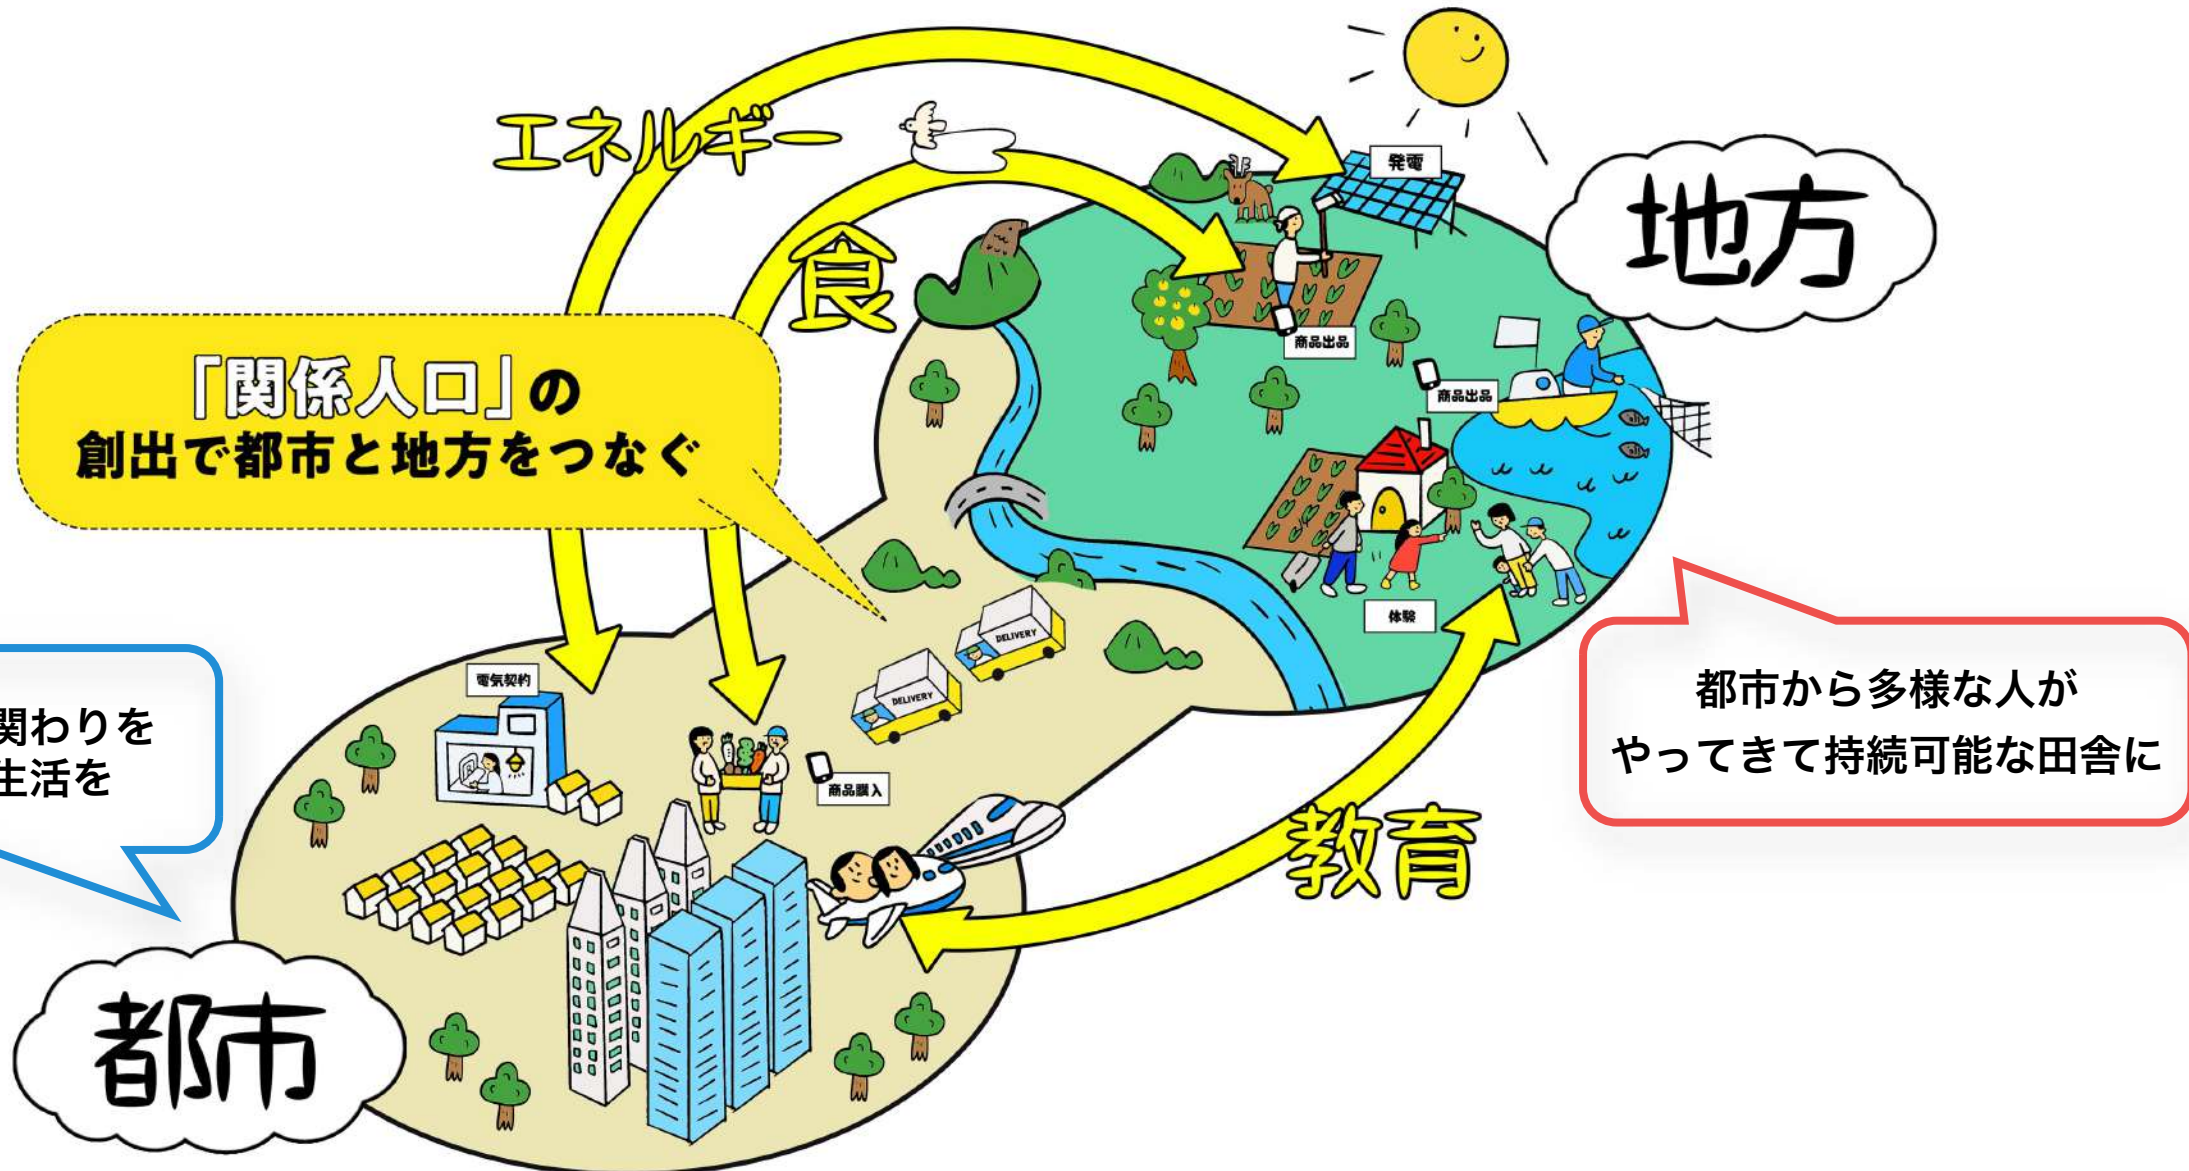 エネルギー
発電
地方
食
商品出品
「関係人口」の
創出で都市と地方をつなぐ
商品出品
体験
DELIVERY
DELIVERY
電気契約
関わりを
生活を
都市から多様な人が
やってきて持続可能な田舎に
商品購入
教育
都市